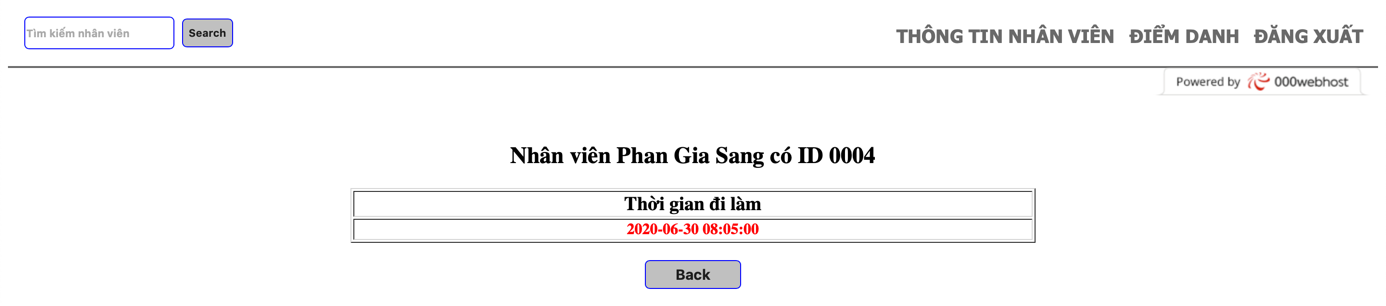 Tìm kiếm nhân viên
Search
THÔNG TIN NHÂN VIÊN ĐIỂM DANH ĐĂNG XUẤT
Powered by 000webhost
Nhân viên Phan Gia Sang có ID 0004
Thời gian đi làm
2020-06-30 08:05:00
Back